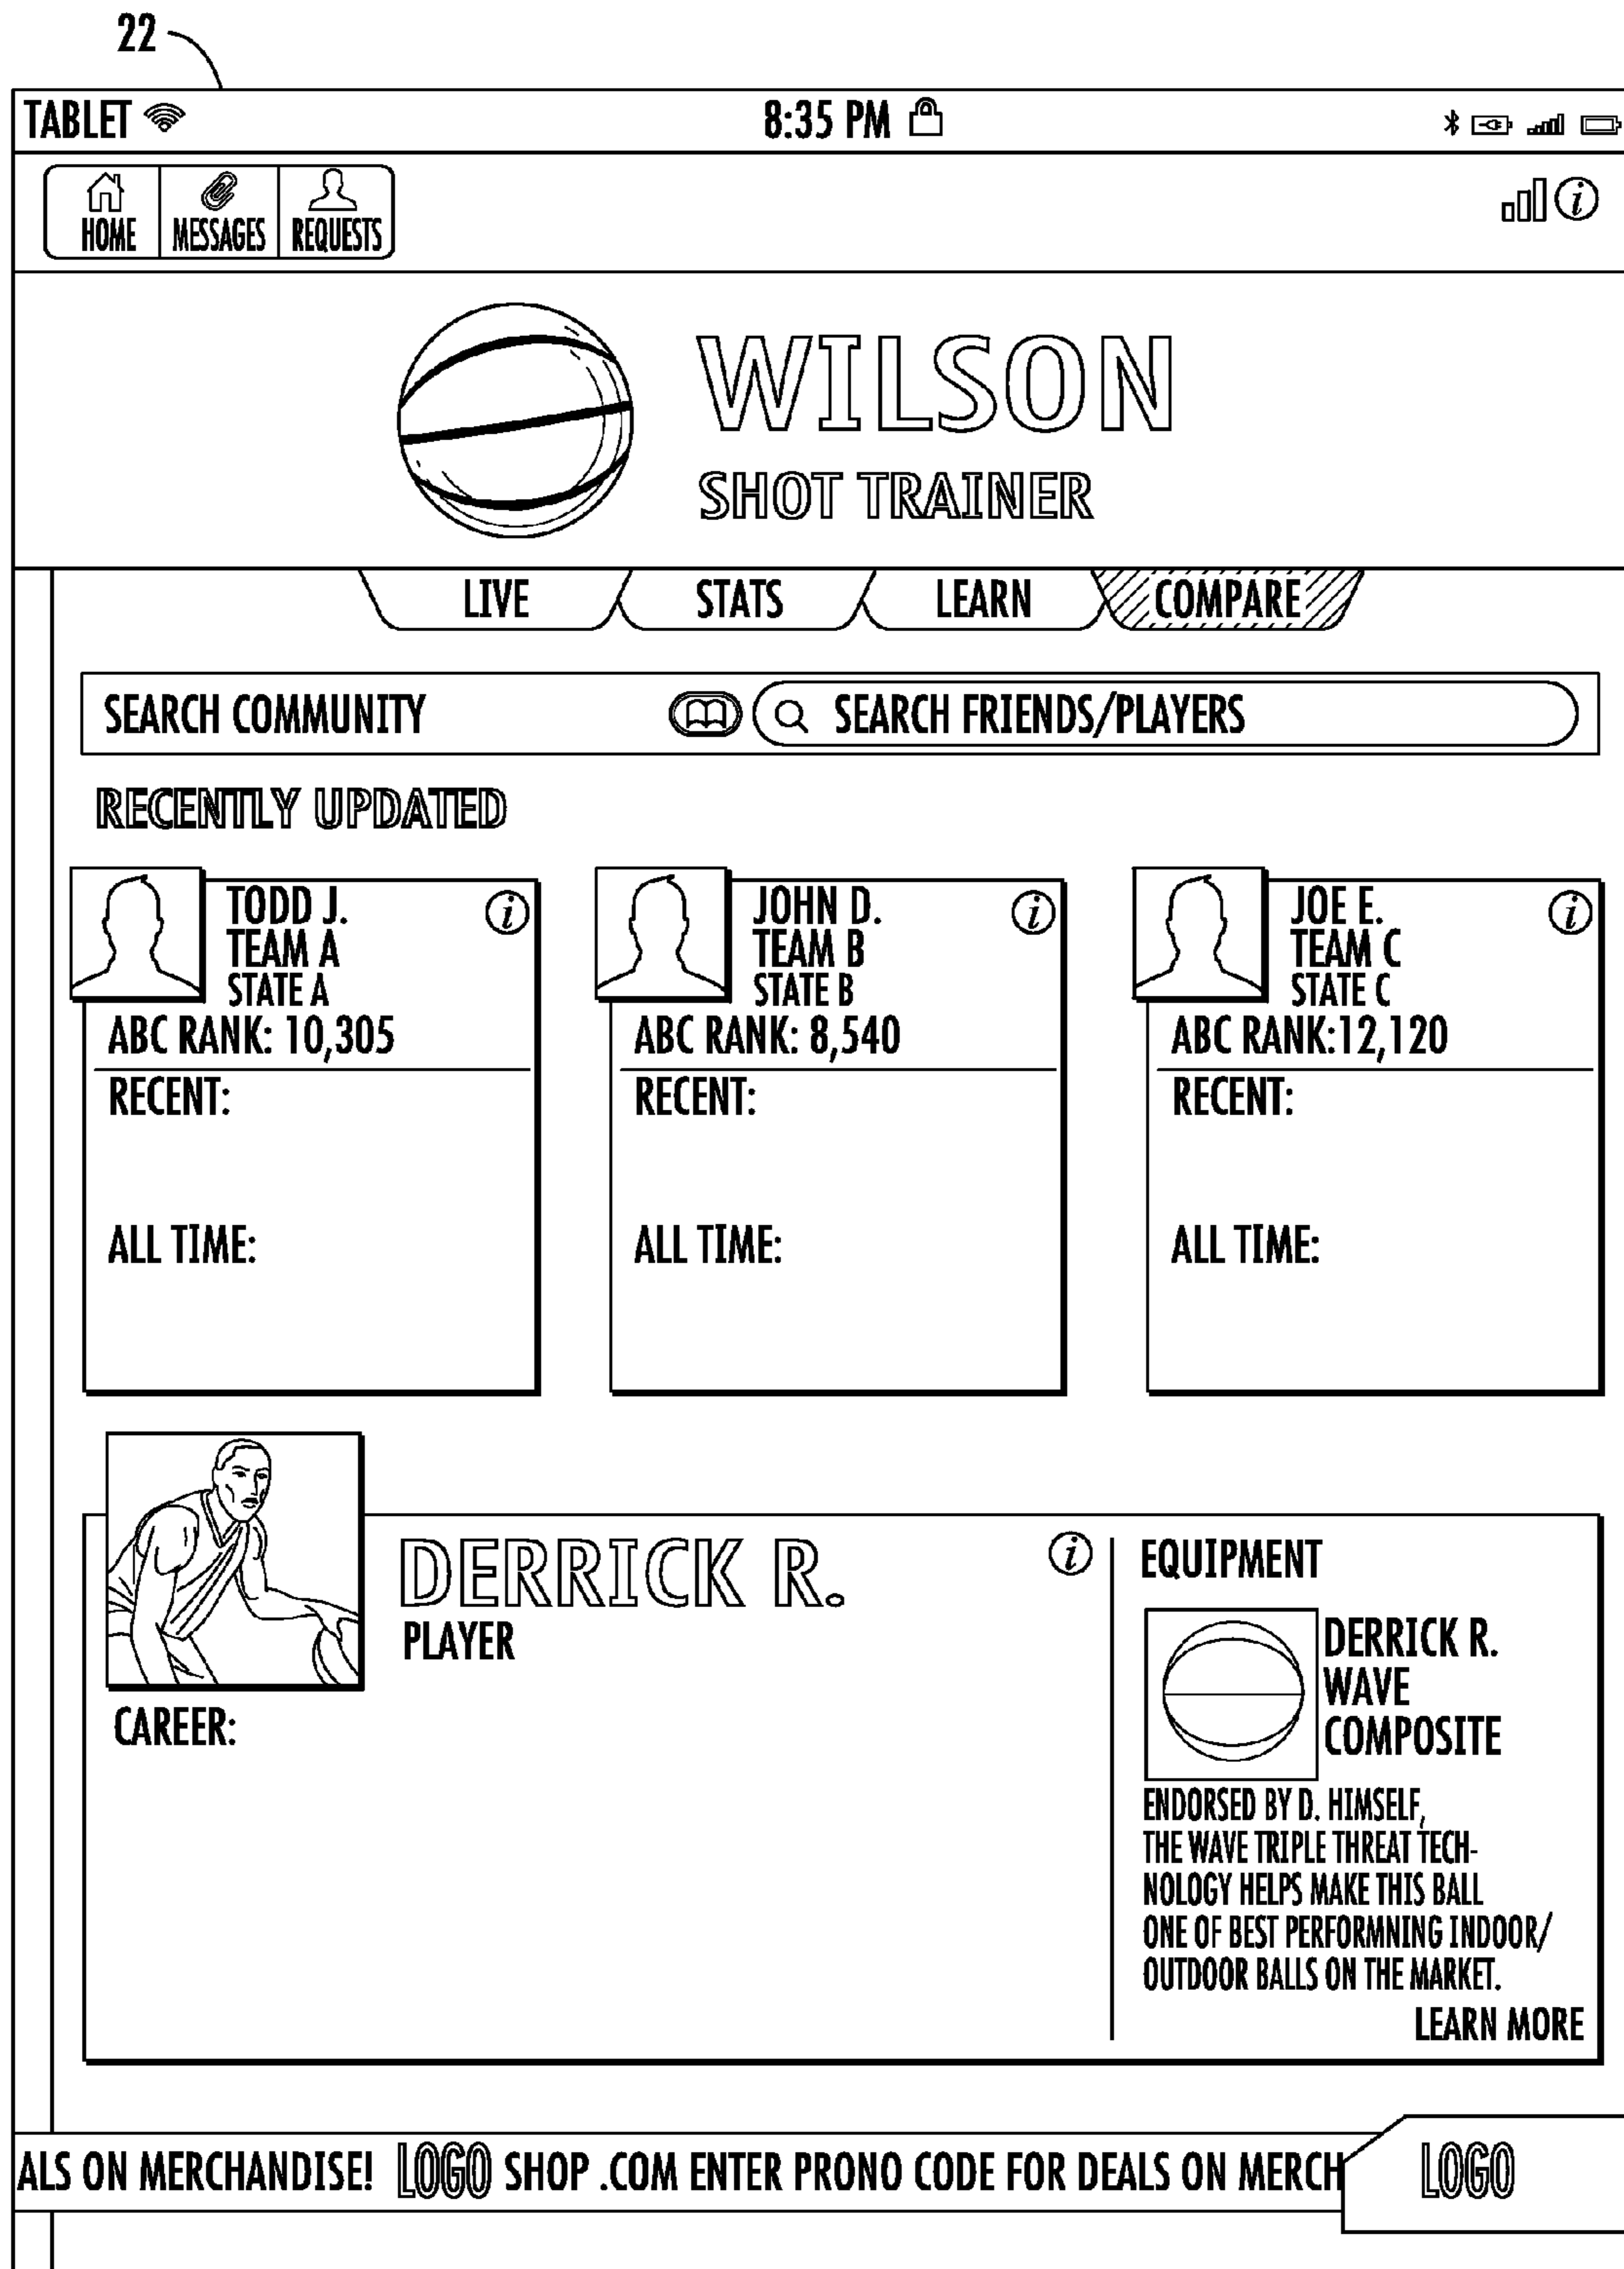 22
TABLET 8:35 PM
HOME MESSAGES REQUESTS
WILSON
SHOT TRAINER
LIVE STATS LEARN COMPARE
SEARCH COMMUNITY SEARCH FRIENDS/PLAYERS
RECENTLY UPDATED
TODD J.
TEAM A
STATE A
ABC RANK: 10,305
RECENT:
ALL TIME:
JOHN D.
TEAM B
STATE B
ABC RANK: 8,540
RECENT:
ALL TIME:
JOE E.
TEAM C
STATE C
ABC RANK:12,120
RECENT:
ALL TIME:
DERRICK R.
PLAYER
CAREER:
EQUIPMENT
DERRICK R.
WAVE
COMPOSITE
ENDORSED BY D. HIMSELF,
THE WAVE TRIPLE THREAT TECH-
NOLOGY HELPS MAKE THIS BALL
ONE OF BEST PERFORMNING INDOOR/
OUTDOOR BALLS ON THE MARKET.
LEARN MORE
ALS ON MERCHANDISE! LOGO SHOP .COM ENTER PRONO CODE FOR DEALS ON MERCH LOGO